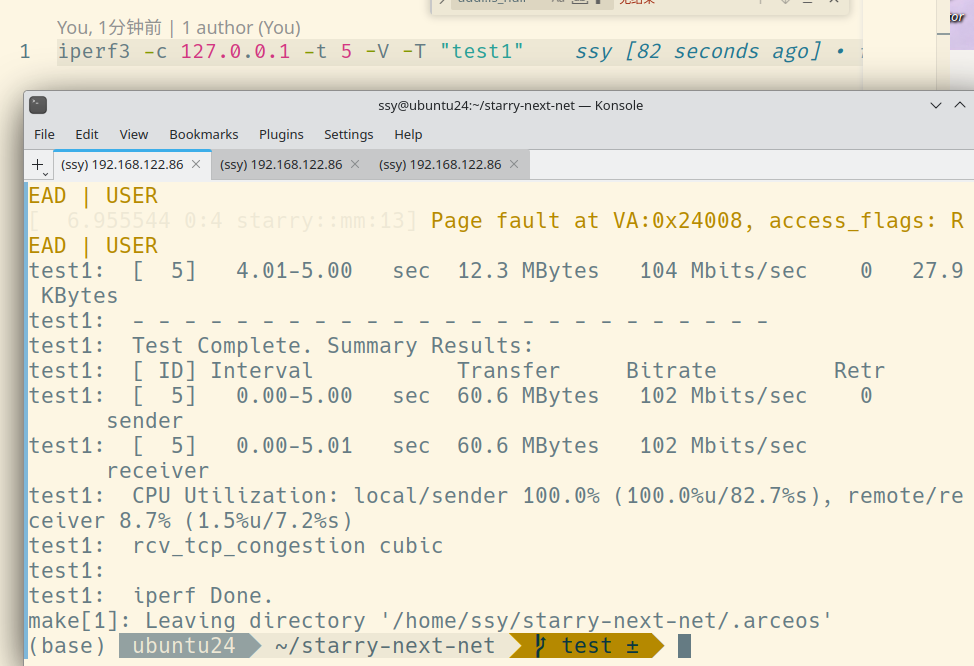 You, 1分钟前 | 1 author (You)
1 iperf3 -c 127.0.0.1 -t 5 -V -T "test1" ssy [82 seconds ago] •
ssy@ubuntu24:~/starry-next-net — Konsole
File Edit View Bookmarks Plugins Settings Help
(ssy) 192.168.122.86 (ssy) 192.168.122.86 (ssy) 192.168.122.86
EAD | USER
[  6.955544 0:4 starry::mm:13] Page fault at VA:0x24008, access_flags: R
EAD | USER
test1:  [  5]   4.01-5.00   sec  12.3 MBytes   104 Mbits/sec    0   27.9
 KBytes
test1:  - - - - - - - - - - - - - - - - - - - - - - - - -
test1:  Test Complete. Summary Results:
test1:  [ ID] Interval           Transfer     Bitrate         Retr
test1:  [  5]   0.00-5.00   sec  60.6 MBytes   102 Mbits/sec    0
      sender
test1:  [  5]   0.00-5.01   sec  60.6 MBytes   102 Mbits/sec
      receiver
test1:  CPU Utilization: local/sender 100.0% (100.0%u/82.7%s), remote/re
ceiver 8.7% (1.5%u/7.2%s)
test1:  rcv_tcp_congestion cubic
test1:
test1:  iperf Done.
make[1]: Leaving directory '/home/ssy/starry-next-net/.arceos'
(base) ubuntu24 ~/starry-next-net test ±